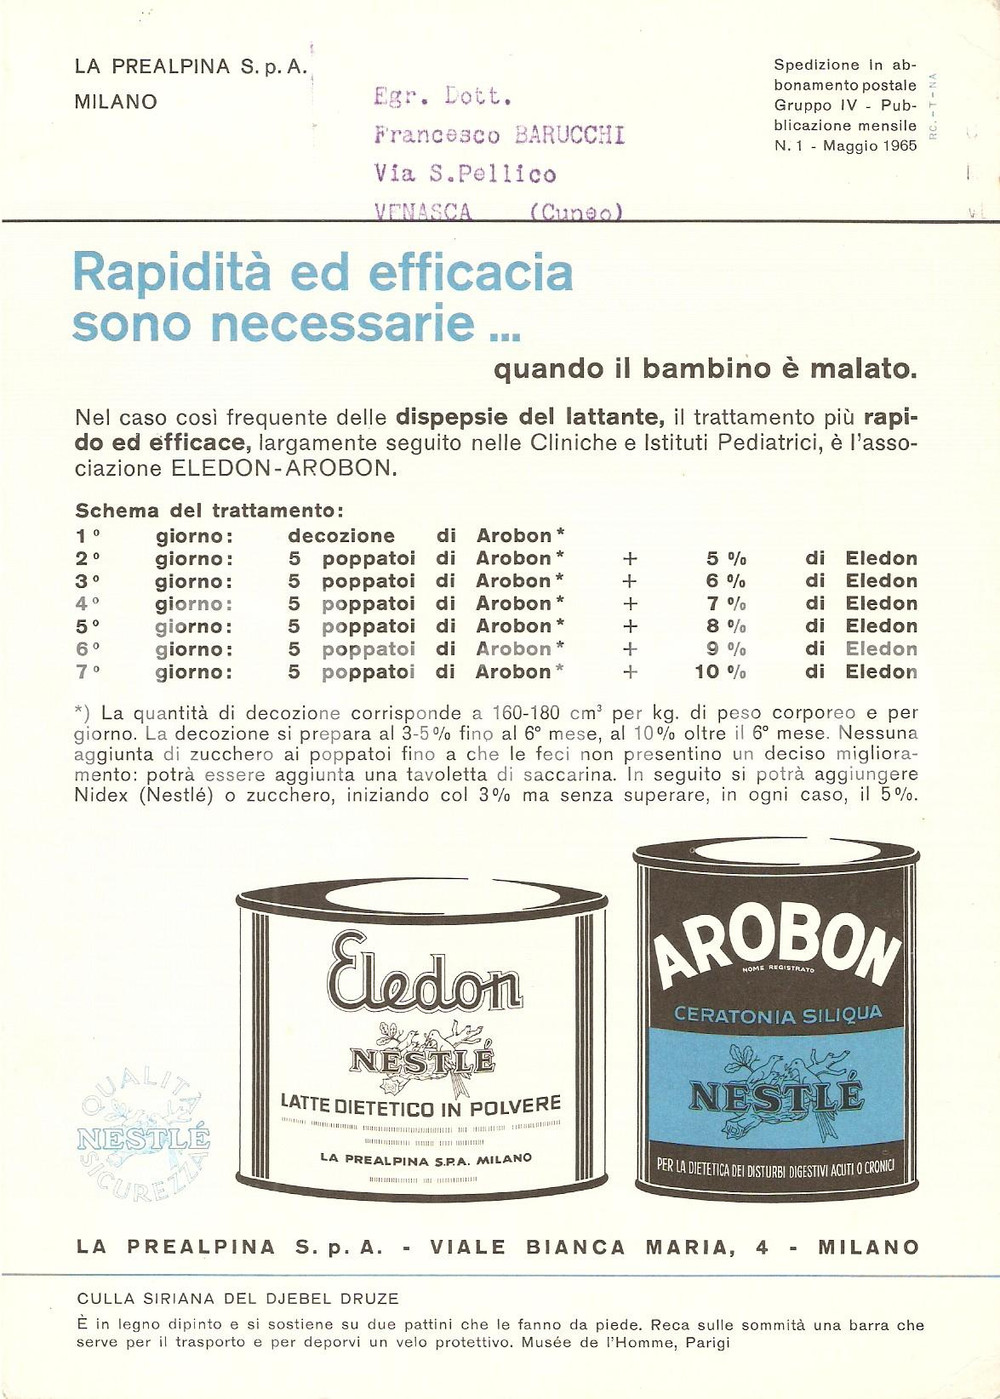 LA PREALPINA S. p. A.
MILANO
Egr. Dott.
Francesco BARUCCHI
Via S.Pellico
VENASCA (Cuneo)
Spedizione in ab-
bonamento postale
Gruppo IV - Pub-
blicazione mensile
N. 1 - Maggio 1965
RC. - T - NA
Rapidità ed efficacia
sono necessarie ...
quando il bambino è malato.
Nel caso così frequente delle dispepsie del lattante, il trattamento più rapi-
do ed efficace, largamente seguito nelle Cliniche e Istituti Pediatrici, è l'asso-
ciazione ELEDON-AROBON.
Schema del trattamento:
1° giorno: decozione di Arobon*
2° giorno: 5 poppatoi di Arobon* + 5 % di Eledon
3° giorno: 5 poppatoi di Arobon* + 6 % di Eledon
4° giorno: 5 poppatoi di Arobon* + 7 % di Eledon
5° giorno: 5 poppatoi di Arobon* + 8 % di Eledon
6° giorno: 5 poppatoi di Arobon* + 9 % di Eledon
7° giorno: 5 poppatoi di Arobon* + 10 % di Eledon
*) La quantità di decozione corrisponde a 160-180 cm³ per kg. di peso corporeo e per
giorno. La decozione si prepara al 3-5% fino al 6° mese, al 10% oltre il 6° mese. Nessuna
aggiunta di zucchero ai poppatoi fino a che le feci non presentino un deciso migliora-
mento: potrà essere aggiunta una tavoletta di saccarina. In seguito si potrà aggiungere
Nidex (Nestlé) o zucchero, iniziando col 3% ma senza superare, in ogni caso, il 5%.
Eledon
NESTLÉ
LATTE DIETETICO IN POLVERE
LA PREALPINA S.P.A. MILANO
AROBON
NOME REGISTRATO
CERATONIA SILIQUA
NESTLÉ
PER LA DIETETICA DEI DISTURBI DIGESTIVI ACUTI O CRONICI
QUALITÀ
NESTLÉ
SICUREZZA
LA PREALPINA S. p. A. - VIALE BIANCA MARIA, 4 - MILANO
CULLA SIRIANA DEL DJEBEL DRUZE
È in legno dipinto e si sostiene su due pattini che le fanno da piede. Reca sulle sommità una barra che
serve per il trasporto e per deporvi un velo protettivo. Musée de l'Homme, Parigi